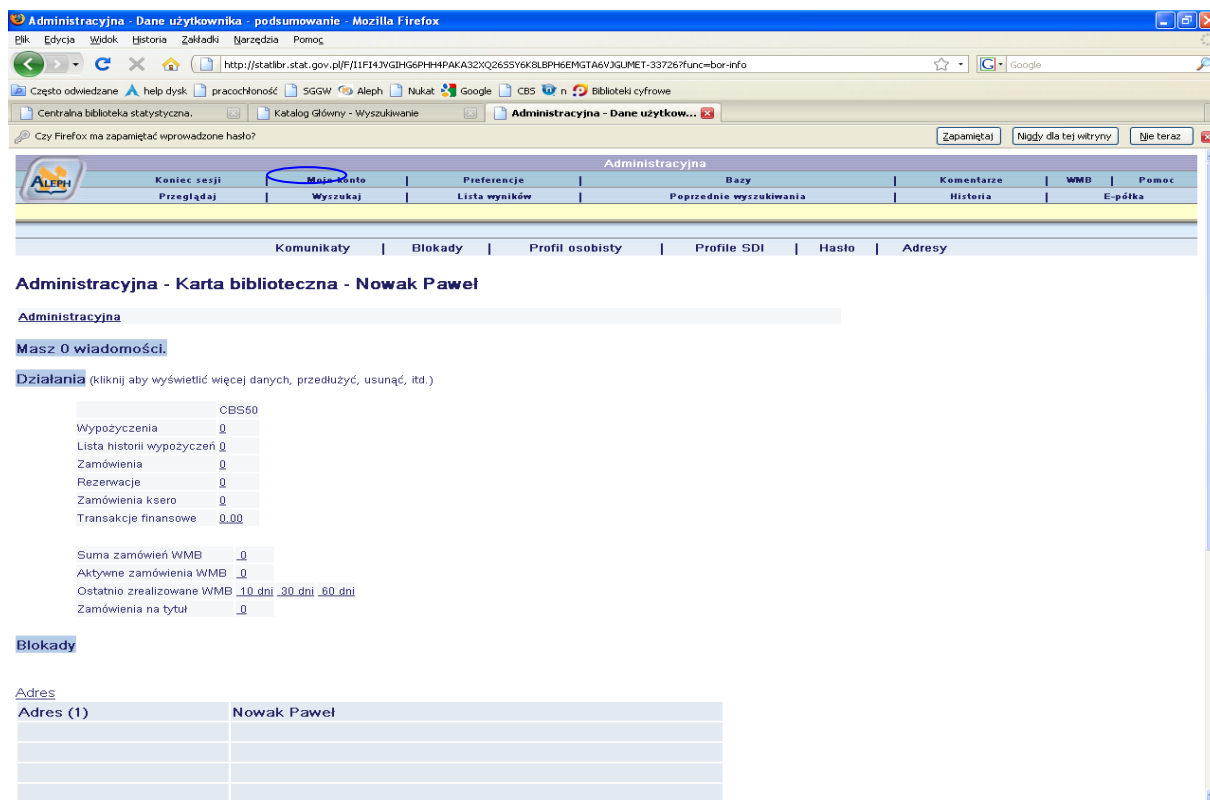 Administracyjna - Dane użytkownika - podsumowanie - Mozilla Firefox
Plik Edycja Widok Historia Zakładki Narzędzia Pomoc
http://statlibr.stat.gov.pl/F/I1FI4JVGIHG6PHH4PAKA32XQ26SSY6K8LBPH6EMGTA6VJGUMET-33726?func=bor-info G Google
Często odwiedzane help dysk pracochłoność SGGW Aleph Nukat Google CBS n Biblioteki cyfrowe
Centralna biblioteka statystyczna. Katalog Główny - Wyszukiwanie Administracyjna - Dane użytkow...
Czy Firefox ma zapamiętać wprowadzone hasło? Zapamiętaj Nigdy dla tej witryny Nie teraz
Administracyjna
ALEPH
Koniec sesji | Moje konto | Preferencje | Bazy | Komentarze | WMB | Pomoc
Przeglądaj | Wyszukaj | Lista wyników | Poprzednie wyszukiwania | Historia | E-półka
Komunikaty | Blokady | Profil osobisty | Profile SDI | Hasło | Adresy
Administracyjna - Karta biblioteczna - Nowak Paweł
Administracyjna
Masz 0 wiadomości.
Działania (kliknij aby wyświetlić więcej danych, przedłużyć, usunąć, itd.)
CBS50
Wypożyczenia 0
Lista historii wypożyczeń 0
Zamówienia 0
Rezerwacje 0
Zamówienia ksero 0
Transakcje finansowe 0.00
Suma zamówień WMB 0
Aktywne zamówienia WMB 0
Ostatnio zrealizowane WMB 10 dni 30 dni 60 dni
Zamówienia na tytuł 0
Blokady
Adres
Adres (1) Nowak Paweł